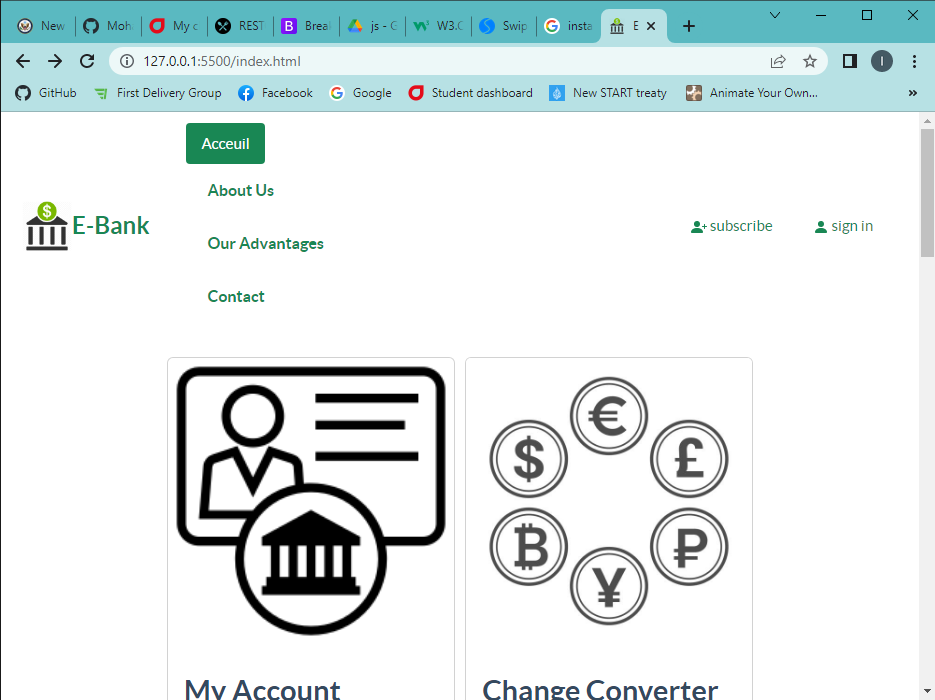 New
Moh
My c
REST
Brea
js - G
W3.C
Swip
insta
E
127.0.0.1:5500/index.html
I
GitHub
First Delivery Group
Facebook
Google
Student dashboard
New START treaty
Animate Your Own...
»
Acceuil
About Us
Our Advantages
Contact
$
E-Bank
subscribe
sign in
€
$
£
₿
₽
¥
My Account
Change Converter